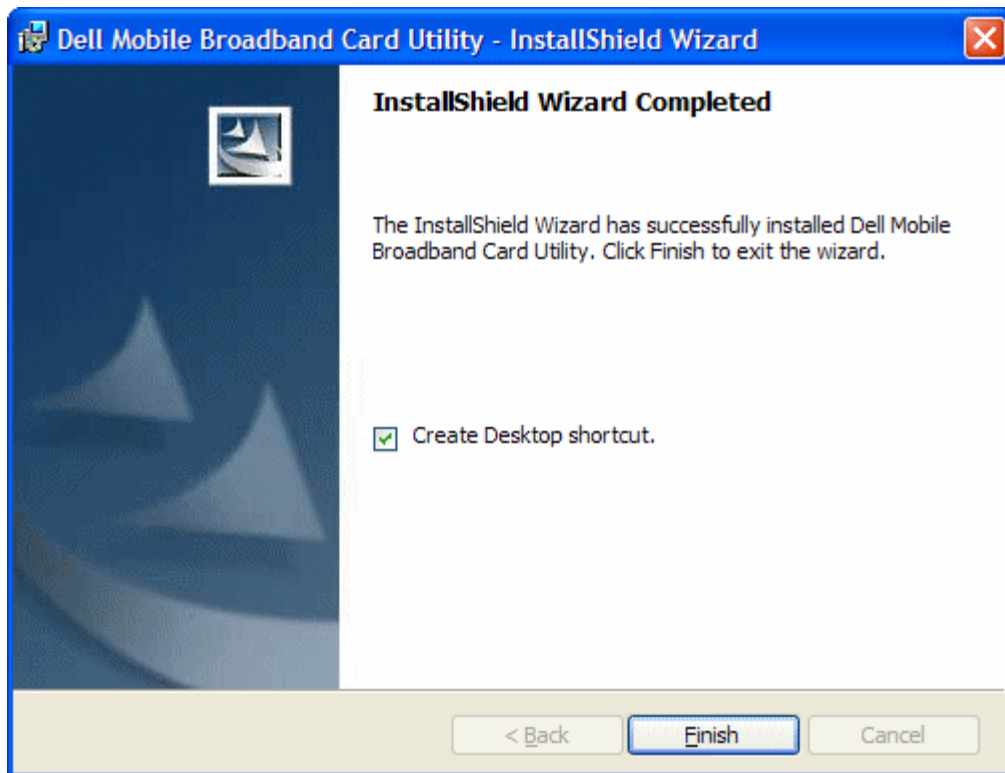 Dell Mobile Broadband Card Utility - InstallShield Wizard
InstallShield Wizard Completed
The InstallShield Wizard has successfully installed Dell Mobile
Broadband Card Utility. Click Finish to exit the wizard.
Create Desktop shortcut.
< Back
Finish
Cancel